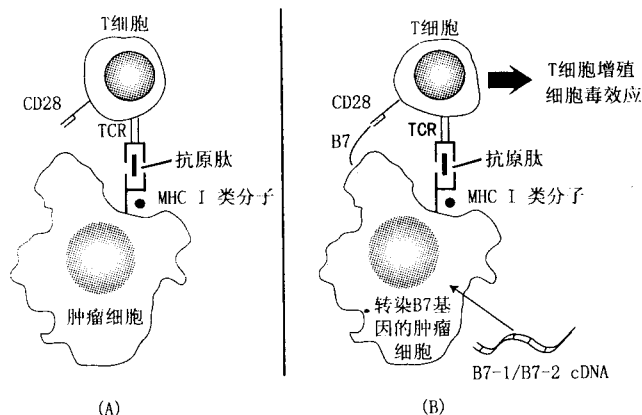 T细胞
CD28
TCR
抗原肽
MHC I 类分子
肿瘤细胞
(A)
T细胞
T细胞增殖
细胞毒效应
CD28
B7
TCR
抗原肽
MHC I 类分子
转染B7基
因的肿瘤
细胞
B7-1/B7-2 cDNA
(B)